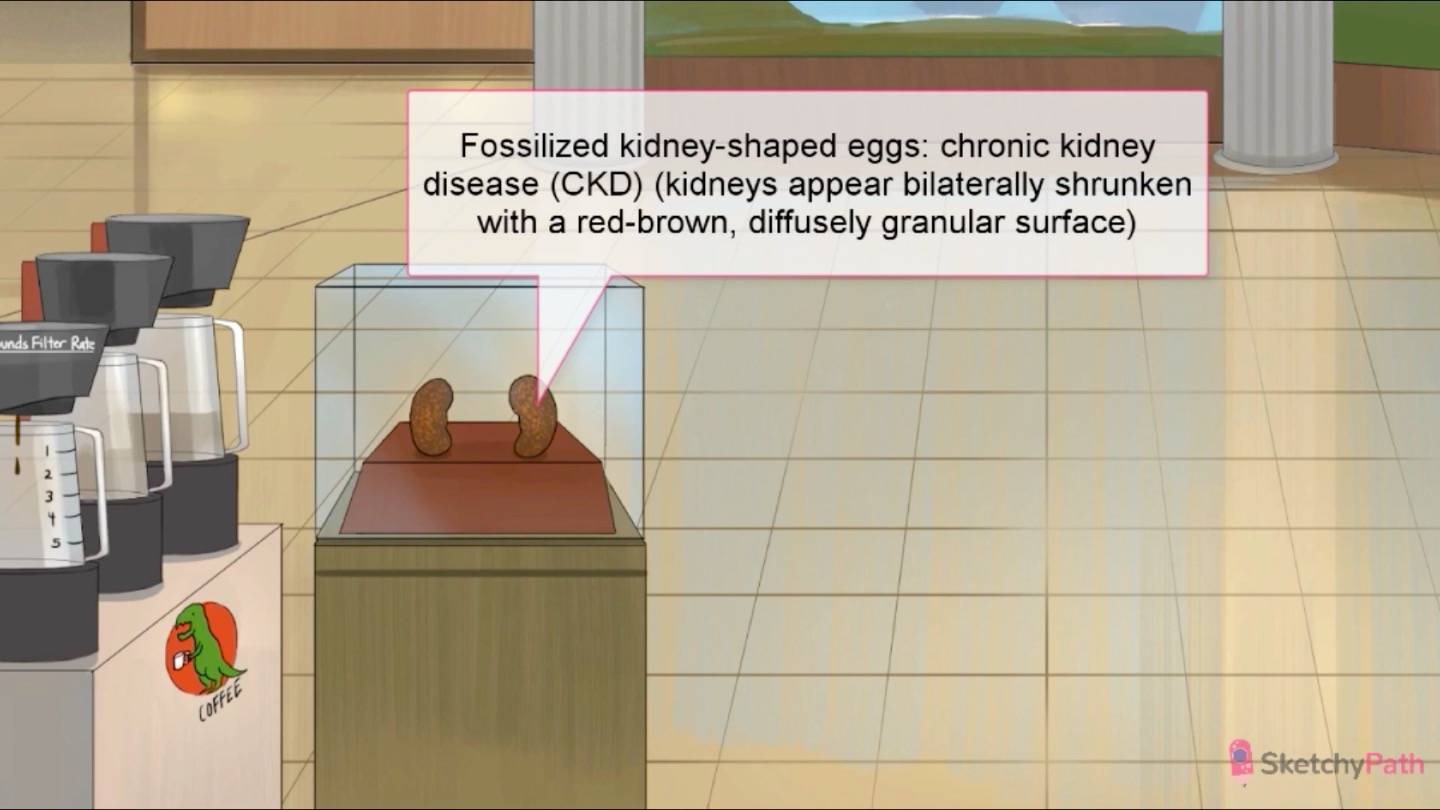 Fossilized kidney-shaped eggs: chronic kidney
disease (CKD) (kidneys appear bilaterally shrunken
with a red-brown, diffusely granular surface)
unds Filter Rate
1
2
3
4
5
COFFEE
SketchyPath